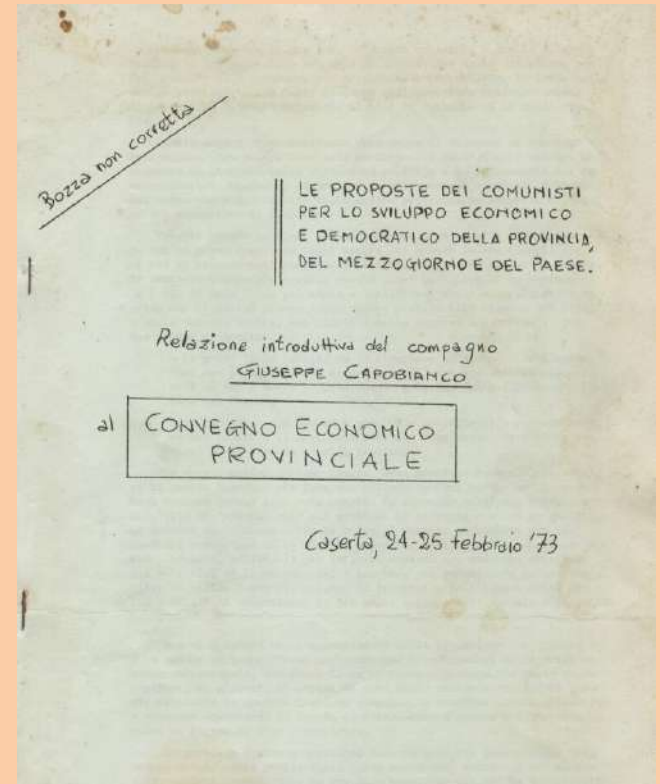 Bozza non corretta
LE PROPOSTE DEI COMUNISTI
PER LO SVILUPPO ECONOMICO
E DEMOCRATICO DELLA PROVINCIA,
DEL MEZZOGIORNO E DEL PAESE.
Relazione introduttiva del compagno
GIUSEPPE CAPOBIANCO
al CONVEGNO ECONOMICO
PROVINCIALE
Caserta, 24-25 Febbraio '73